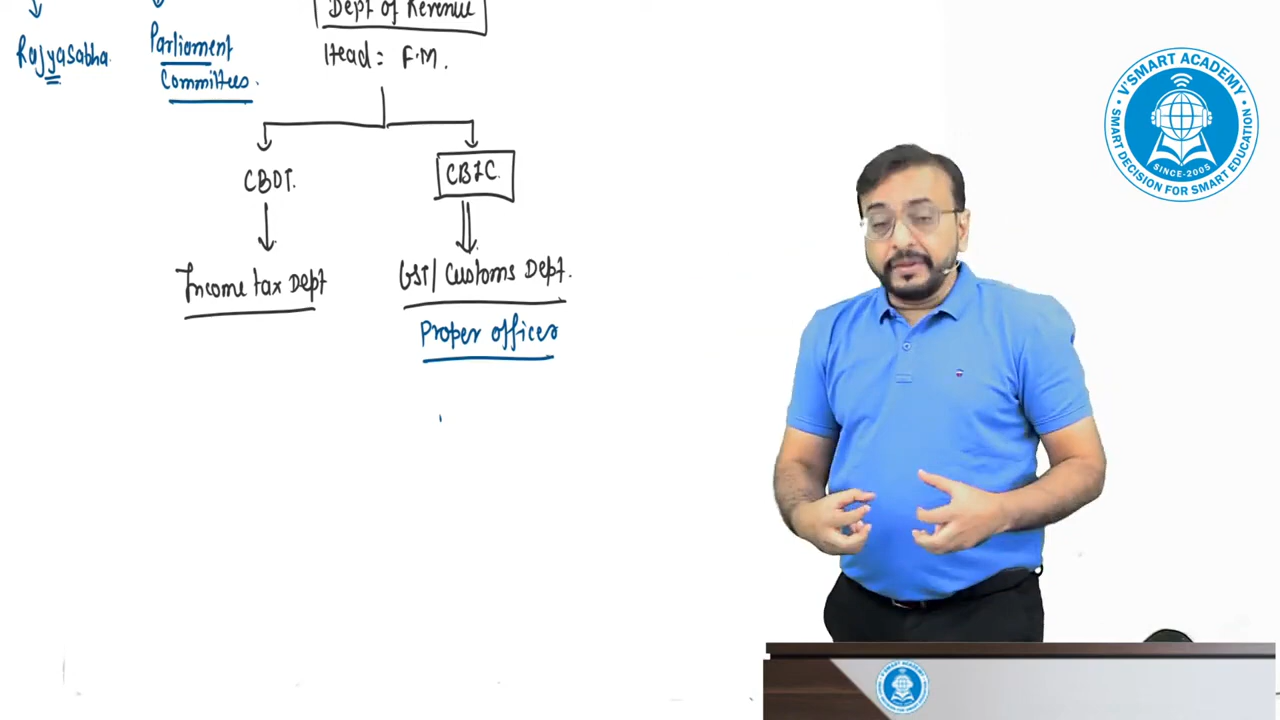 Dept of Revenue
Rajyasabha.
Parliament
Committees.
Head = F.M.
CBDT.
CBIC.
Income tax Dept
GST/ Customs Dept.
Proper officer
V'SMART ACADEMY
SINCE-2005
SMART DECISION FOR SMART EDUCATION